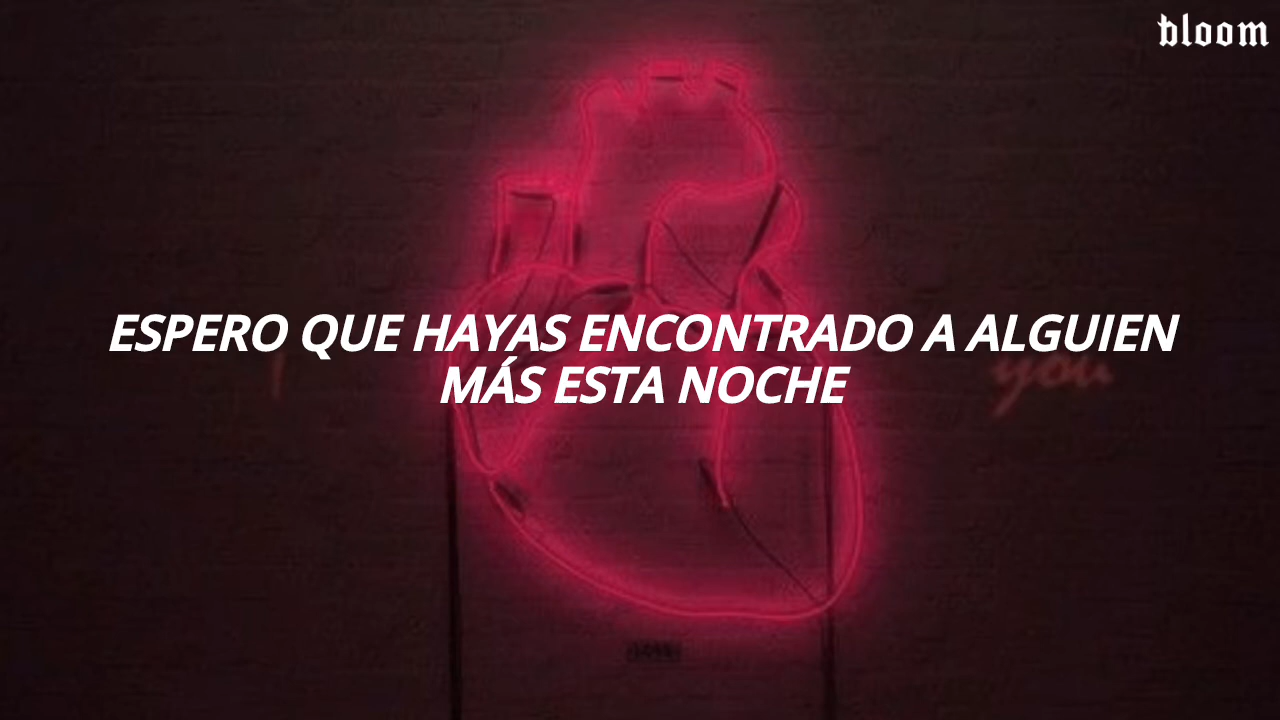 bloom
ESPERO QUE HAYAS ENCONTRADO A ALGUIEN
MÁS ESTA NOCHE
I
you